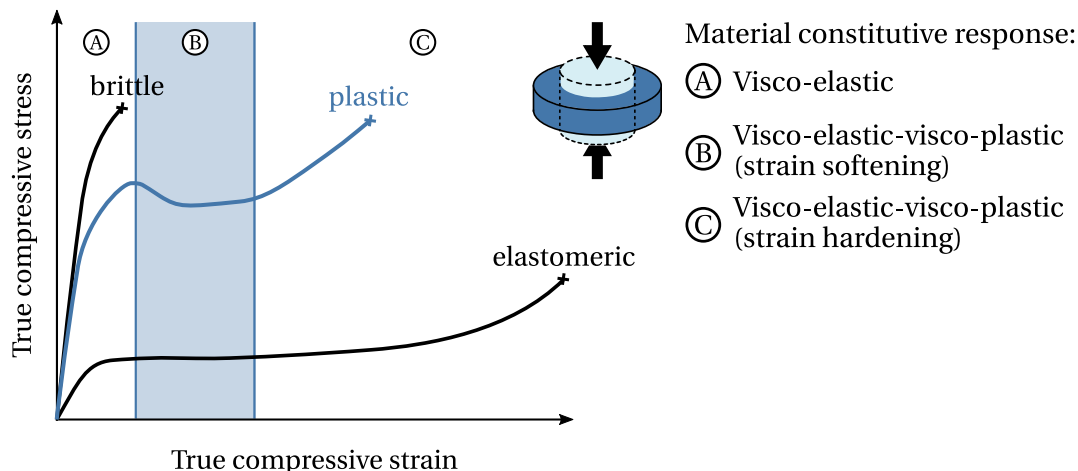 True compressive stress
A
B
C
brittle
plastic
elastomeric
True compressive strain
Material constitutive response:
A Visco-elastic
B Visco-elastic-visco-plastic
(strain softening)
C Visco-elastic-visco-plastic
(strain hardening)